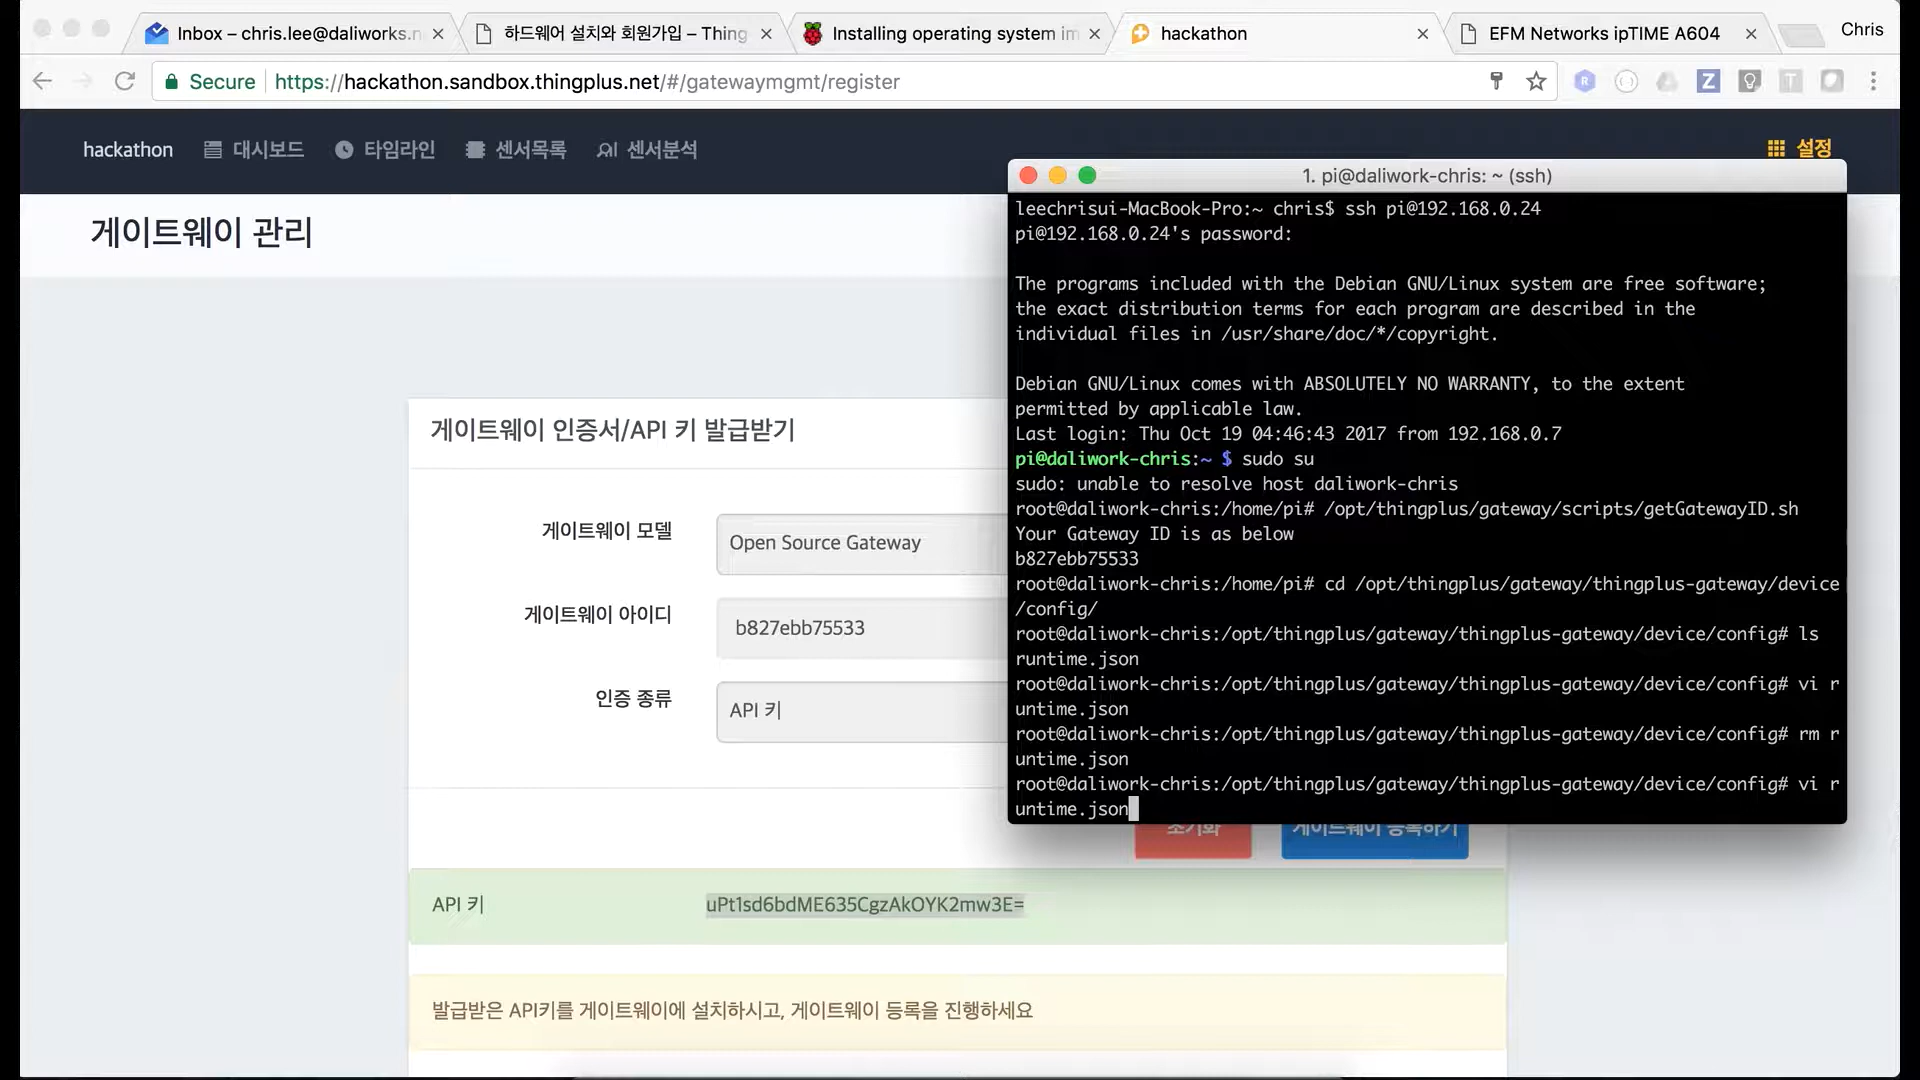 Inbox – chris.lee@daliworks.n
하드웨어 설치와 회원가입 – Thing
Installing operating system im
hackathon
EFM Networks ipTIME A604
Chris
Secure
https://hackathon.sandbox.thingplus.net/#/gatewaymgmt/register
hackathon
대시보드
타임라인
센서목록
센서분석
설정
게이트웨이 관리
게이트웨이 인증서/API 키 발급받기
게이트웨이 모델
Open Source Gateway
게이트웨이 아이디
b827ebb75533
인증 종류
API 키
초기화
게이트웨이 등록하기
API 키
uPt1sd6bdME635CgzAkOYK2mw3E=
발급받은 API키를 게이트웨이에 설치하시고, 게이트웨이 등록을 진행하세요
1. pi@daliwork-chris: ~ (ssh)
leechrisui-MacBook-Pro:~ chris$ ssh pi@192.168.0.24
pi@192.168.0.24's password:
The programs included with the Debian GNU/Linux system are free software;
the exact distribution terms for each program are described in the
individual files in /usr/share/doc/*/copyright.
Debian GNU/Linux comes with ABSOLUTELY NO WARRANTY, to the extent
permitted by applicable law.
Last login: Thu Oct 19 04:46:43 2017 from 192.168.0.7
pi@daliwork-chris:~ $ sudo su
sudo: unable to resolve host daliwork-chris
root@daliwork-chris:/home/pi# /opt/thingplus/gateway/scripts/getGatewayID.sh
Your Gateway ID is as below
b827ebb75533
root@daliwork-chris:/home/pi# cd /opt/thingplus/gateway/thingplus-gateway/device
/config/
root@daliwork-chris:/opt/thingplus/gateway/thingplus-gateway/device/config# ls
runtime.json
root@daliwork-chris:/opt/thingplus/gateway/thingplus-gateway/device/config# vi r
untime.json
root@daliwork-chris:/opt/thingplus/gateway/thingplus-gateway/device/config# rm r
untime.json
root@daliwork-chris:/opt/thingplus/gateway/thingplus-gateway/device/config# vi r
untime.json